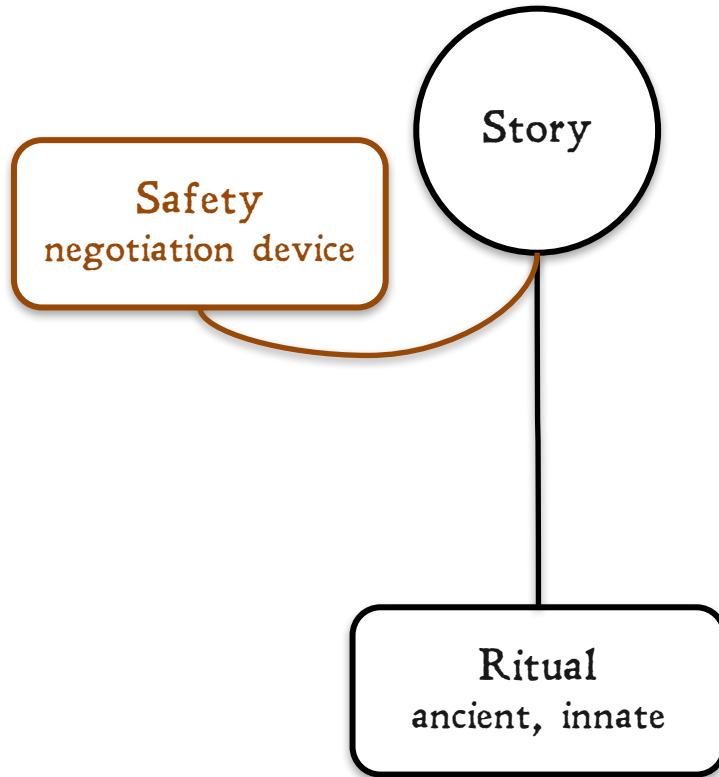 Story
Safety
negotiation device
Ritual
ancient, innate